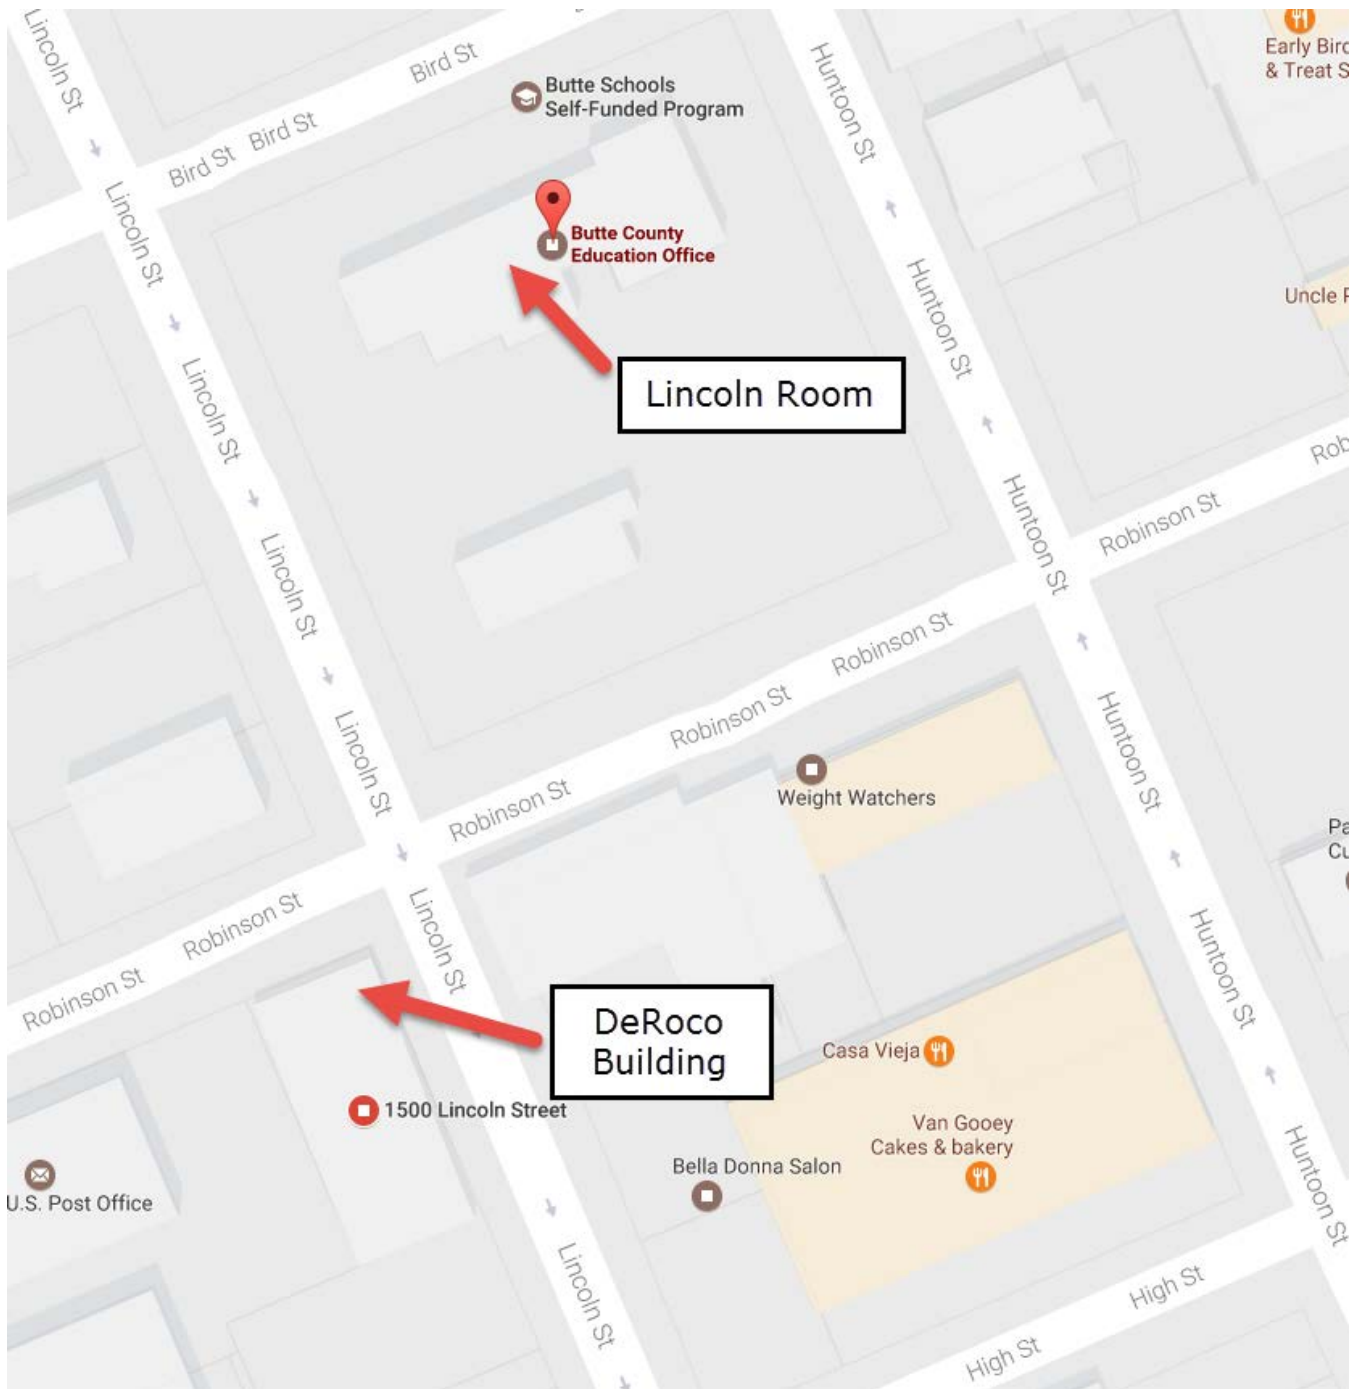 Lincoln St
Bird St
Bird St
Bird St
Butte Schools
Self-Funded Program
Huntoon St
Early Bird
& Treat S
Lincoln St
Butte County
Education Office
Huntoon St
Uncle
Lincoln St
Lincoln Room
Huntoon St
Rob
Robinson St
Lincoln St
Robinson St
Robinson St
Robinson St
Lincoln St
Huntoon St
Weight Watchers
Pa
Cu
Robinson St
Robinson St
Lincoln St
Huntoon St
DeRoco
Building
Casa Vieja
1500 Lincoln Street
Van Gooey
Cakes & bakery
Bella Donna Salon
U.S. Post Office
Huntoon St
Lincoln St
High St
High St